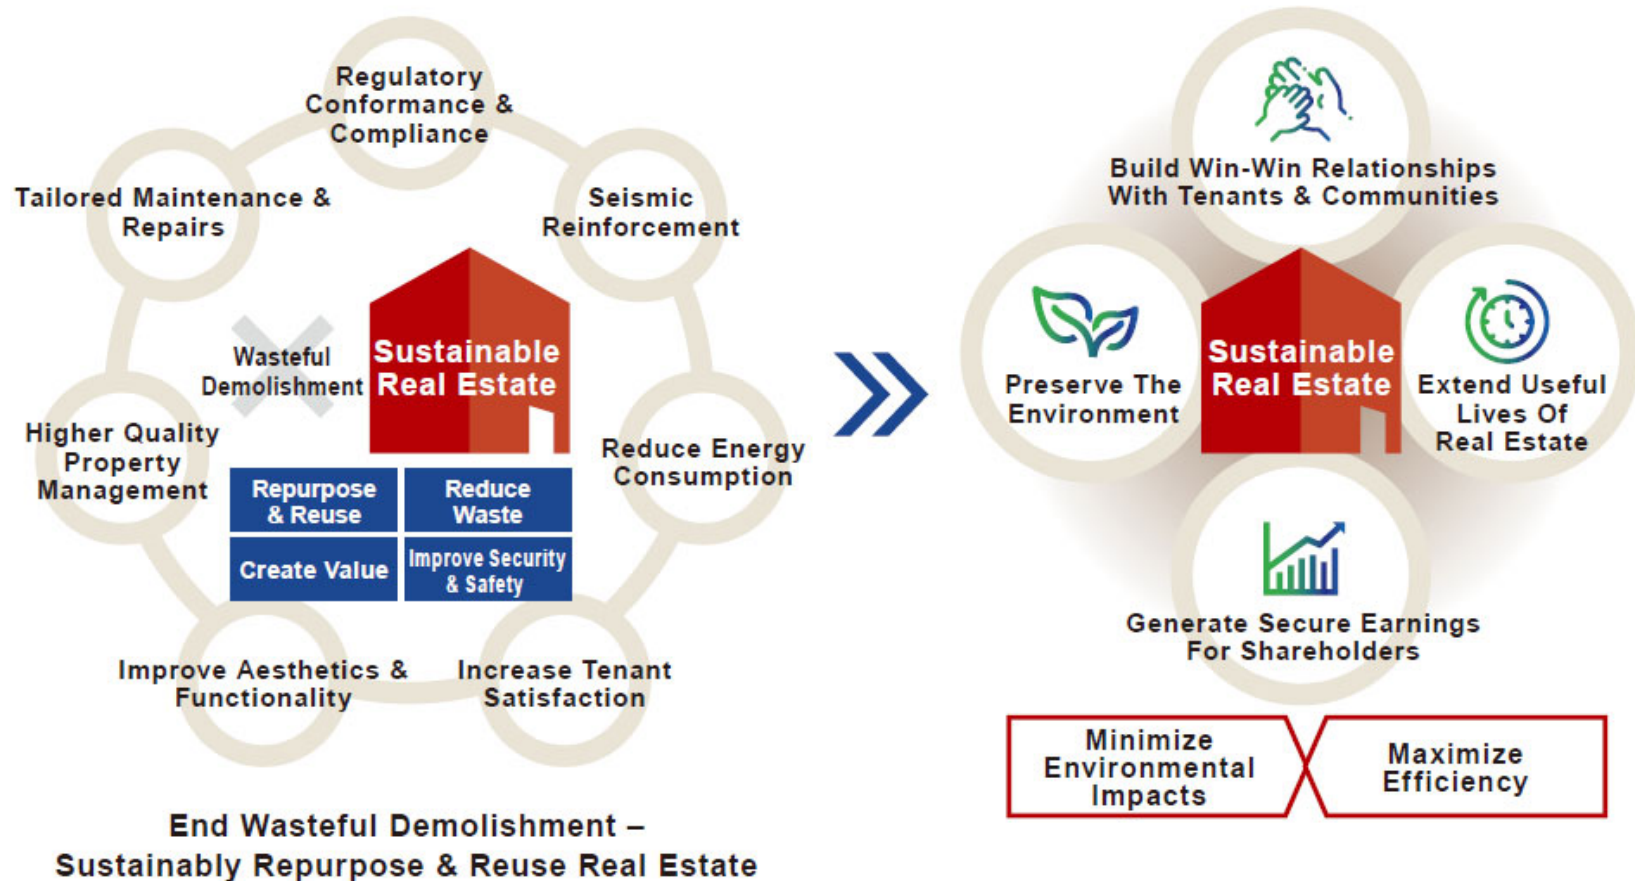 Regulatory
Conformance &
Compliance
Tailored Maintenance &
Repairs
Seismic
Reinforcement
Wasteful
Demolishment
Sustainable
Real Estate
Higher Quality
Property
Management
Reduce Energy
Consumption
Repurpose
& Reuse
Reduce
Waste
Create Value
Improve Security
& Safety
Improve Aesthetics &
Functionality
Increase Tenant
Satisfaction
End Wasteful Demolishment –
Sustainably Repurpose & Reuse Real Estate
Build Win-Win Relationships
With Tenants & Communities
Preserve The
Environment
Sustainable
Real Estate
Extend Useful
Lives Of
Real Estate
Generate Secure Earnings
For Shareholders
Minimize
Environmental
Impacts
Maximize
Efficiency